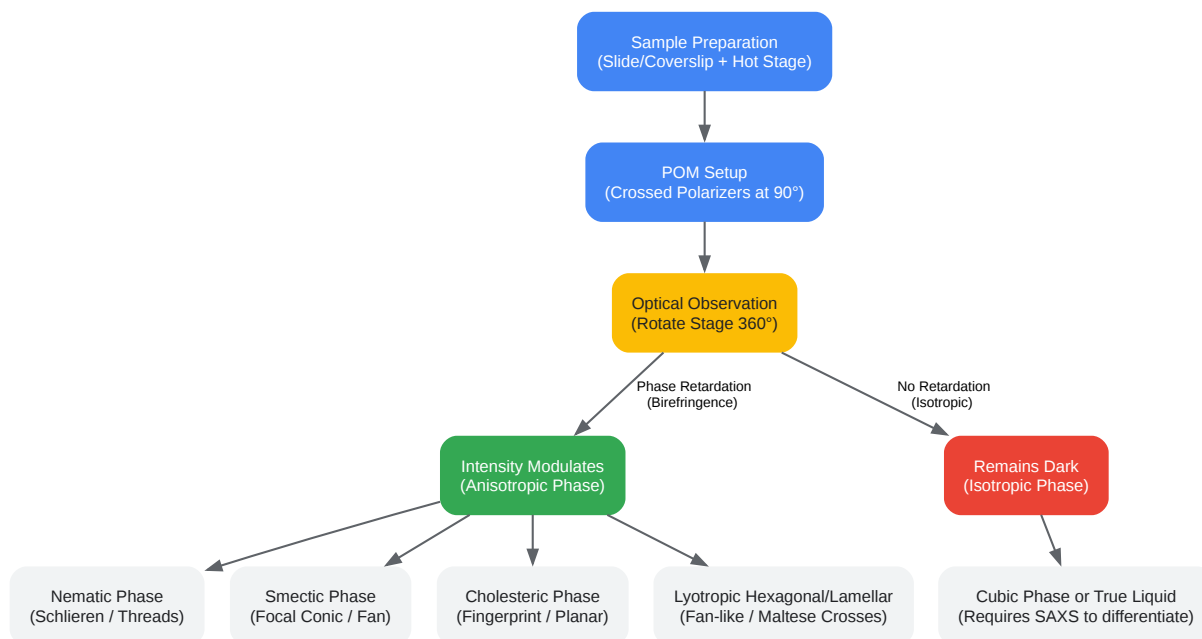 Sample Preparation
(Slide/Coverslip + Hot Stage)
POM Setup
(Crossed Polarizers at 90°)
Optical Observation
(Rotate Stage 360°)
Phase Retardation
(Birefringence)
No Retardation
(Isotropic)
Intensity Modulates
(Anisotropic Phase)
Remains Dark
(Isotropic Phase)
Nematic Phase
(Schlieren / Threads)
Smectic Phase
(Focal Conic / Fan)
Cholesteric Phase
(Fingerprint / Planar)
Lyotropic Hexagonal/Lamellar
(Fan-like / Maltese Crosses)
Cubic Phase or True Liquid
(Requires SAXS to differentiate)